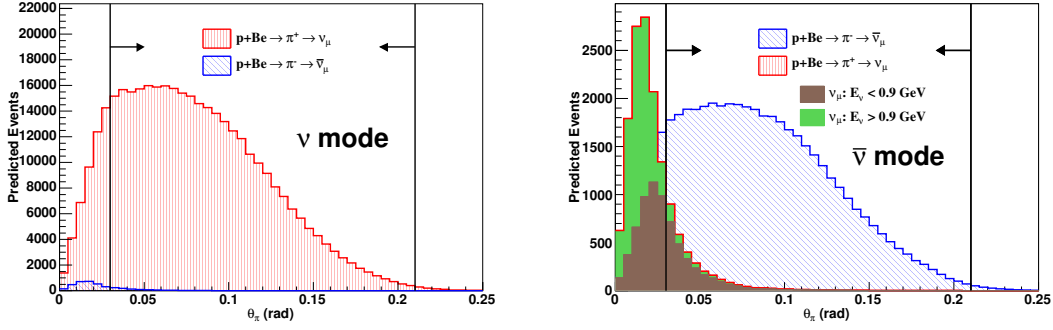 22000
20000
18000
16000
14000
12000
10000
8000
6000
4000
2000
0
Predicted Events
p+Be → π⁺ → ν_μ
p+Be → π⁻ → ν̄_μ
ν mode
0 0.05 0.1 0.15 0.2 0.25
θ_π (rad)
2500
2000
1500
1000
500
0
Predicted Events
p+Be → π⁻ → ν̄_μ
p+Be → π⁺ → ν_μ
ν_μ: E_ν < 0.9 GeV
ν_μ: E_ν > 0.9 GeV
ν̄ mode
0 0.05 0.1 0.15 0.2 0.25
θ_π (rad)